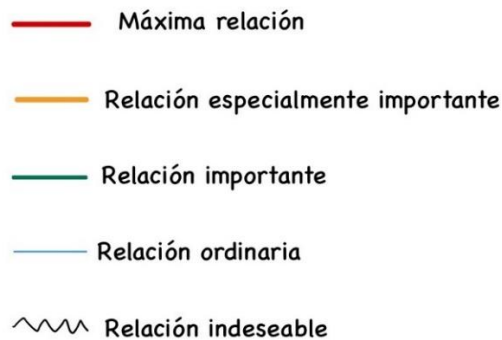 Máxima relación
Relación especialmente importante
Relación importante
Relación ordinaria
Relación indeseable